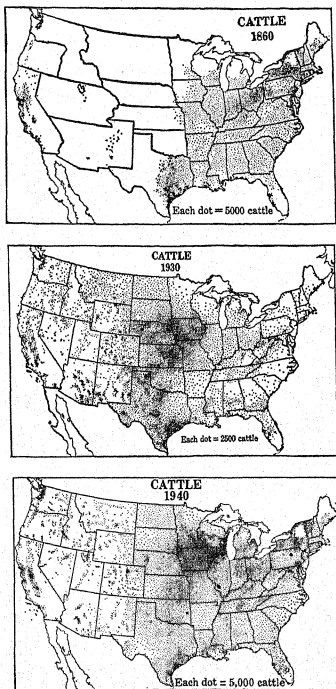 CATTLE
1860
Each dot = 5000 cattle
CATTLE
1930
Each dot = 2500 cattle
CATTLE
1940
Each dot = 5,000 cattle